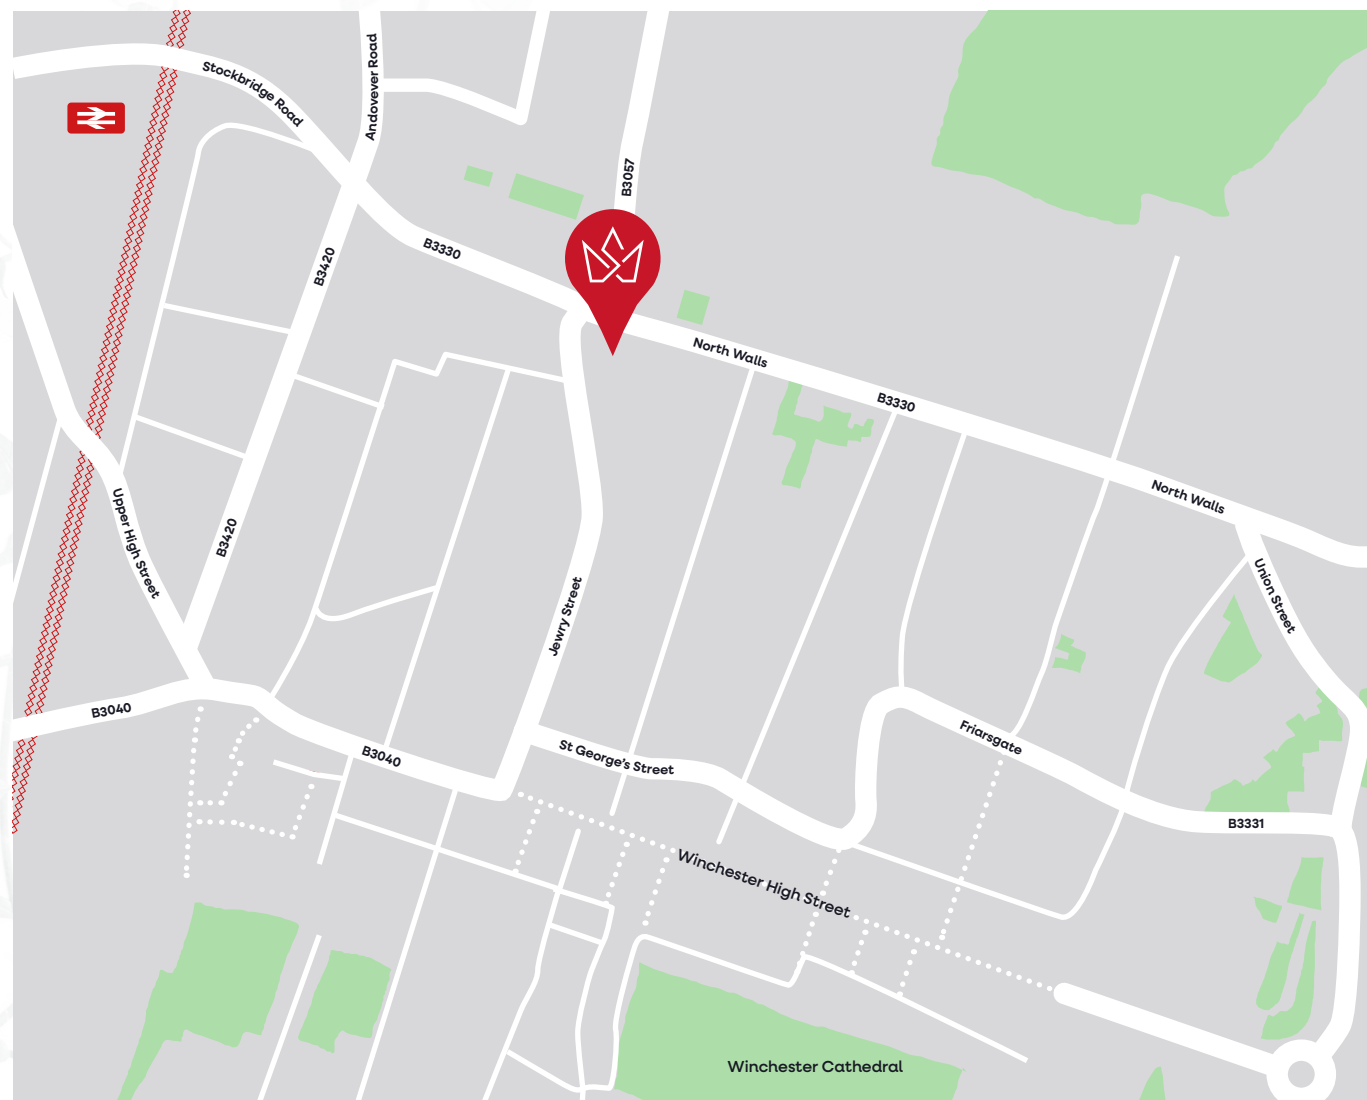 Stockbridge Road
Andovever Road
B3057
B3420
B3330
North Walls
B3330
North Walls
Upper High Street
B3420
Jewry Street
Union Street
B3040
B3040
St George's Street
Friarsgate
B3331
Winchester High Street
Winchester Cathedral